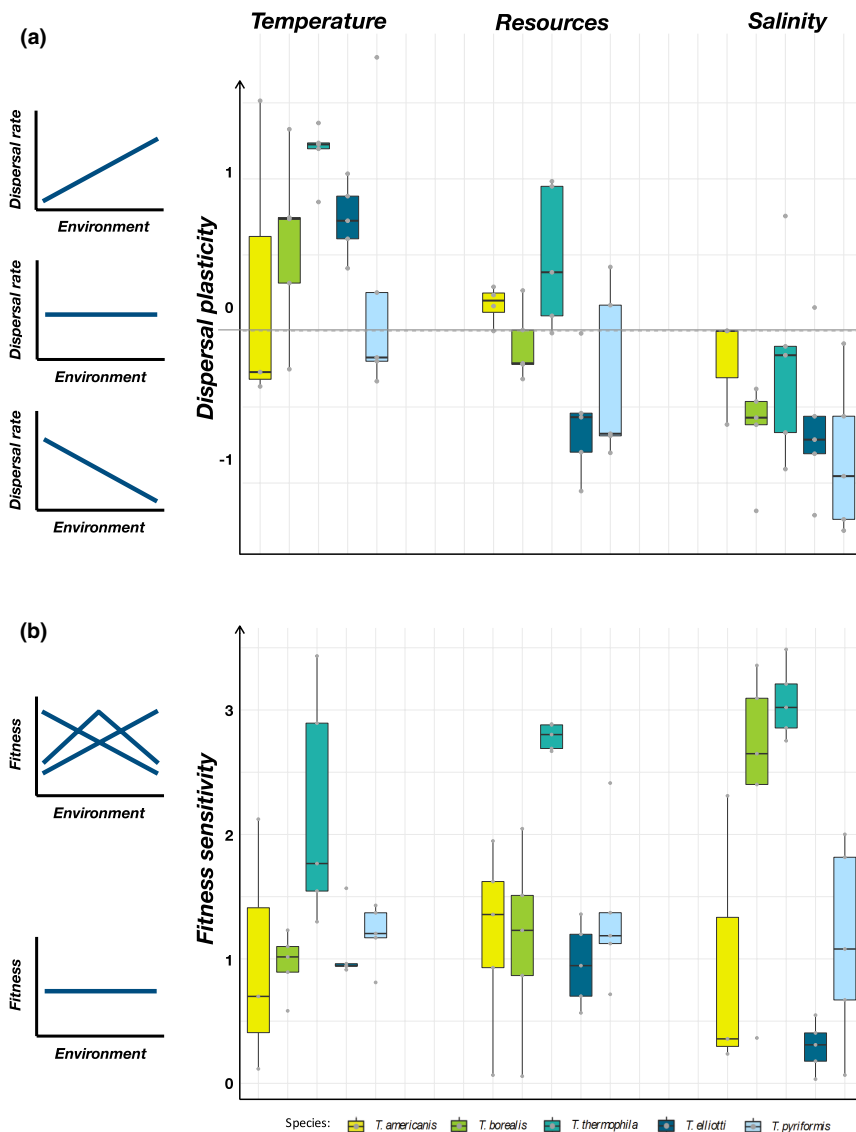 Temperature Resources Salinity
(a)
Dispersal rate
Environment
Dispersal rate
Environment
Dispersal rate
Environment
Dispersal plasticity
1
0
-1
(b)
Fitness
Environment
Fitness
Environment
Fitness sensitivity
3
2
1
0
Species: T. americanis T. borealis T. thermophila T. elliotti T. pyriformis